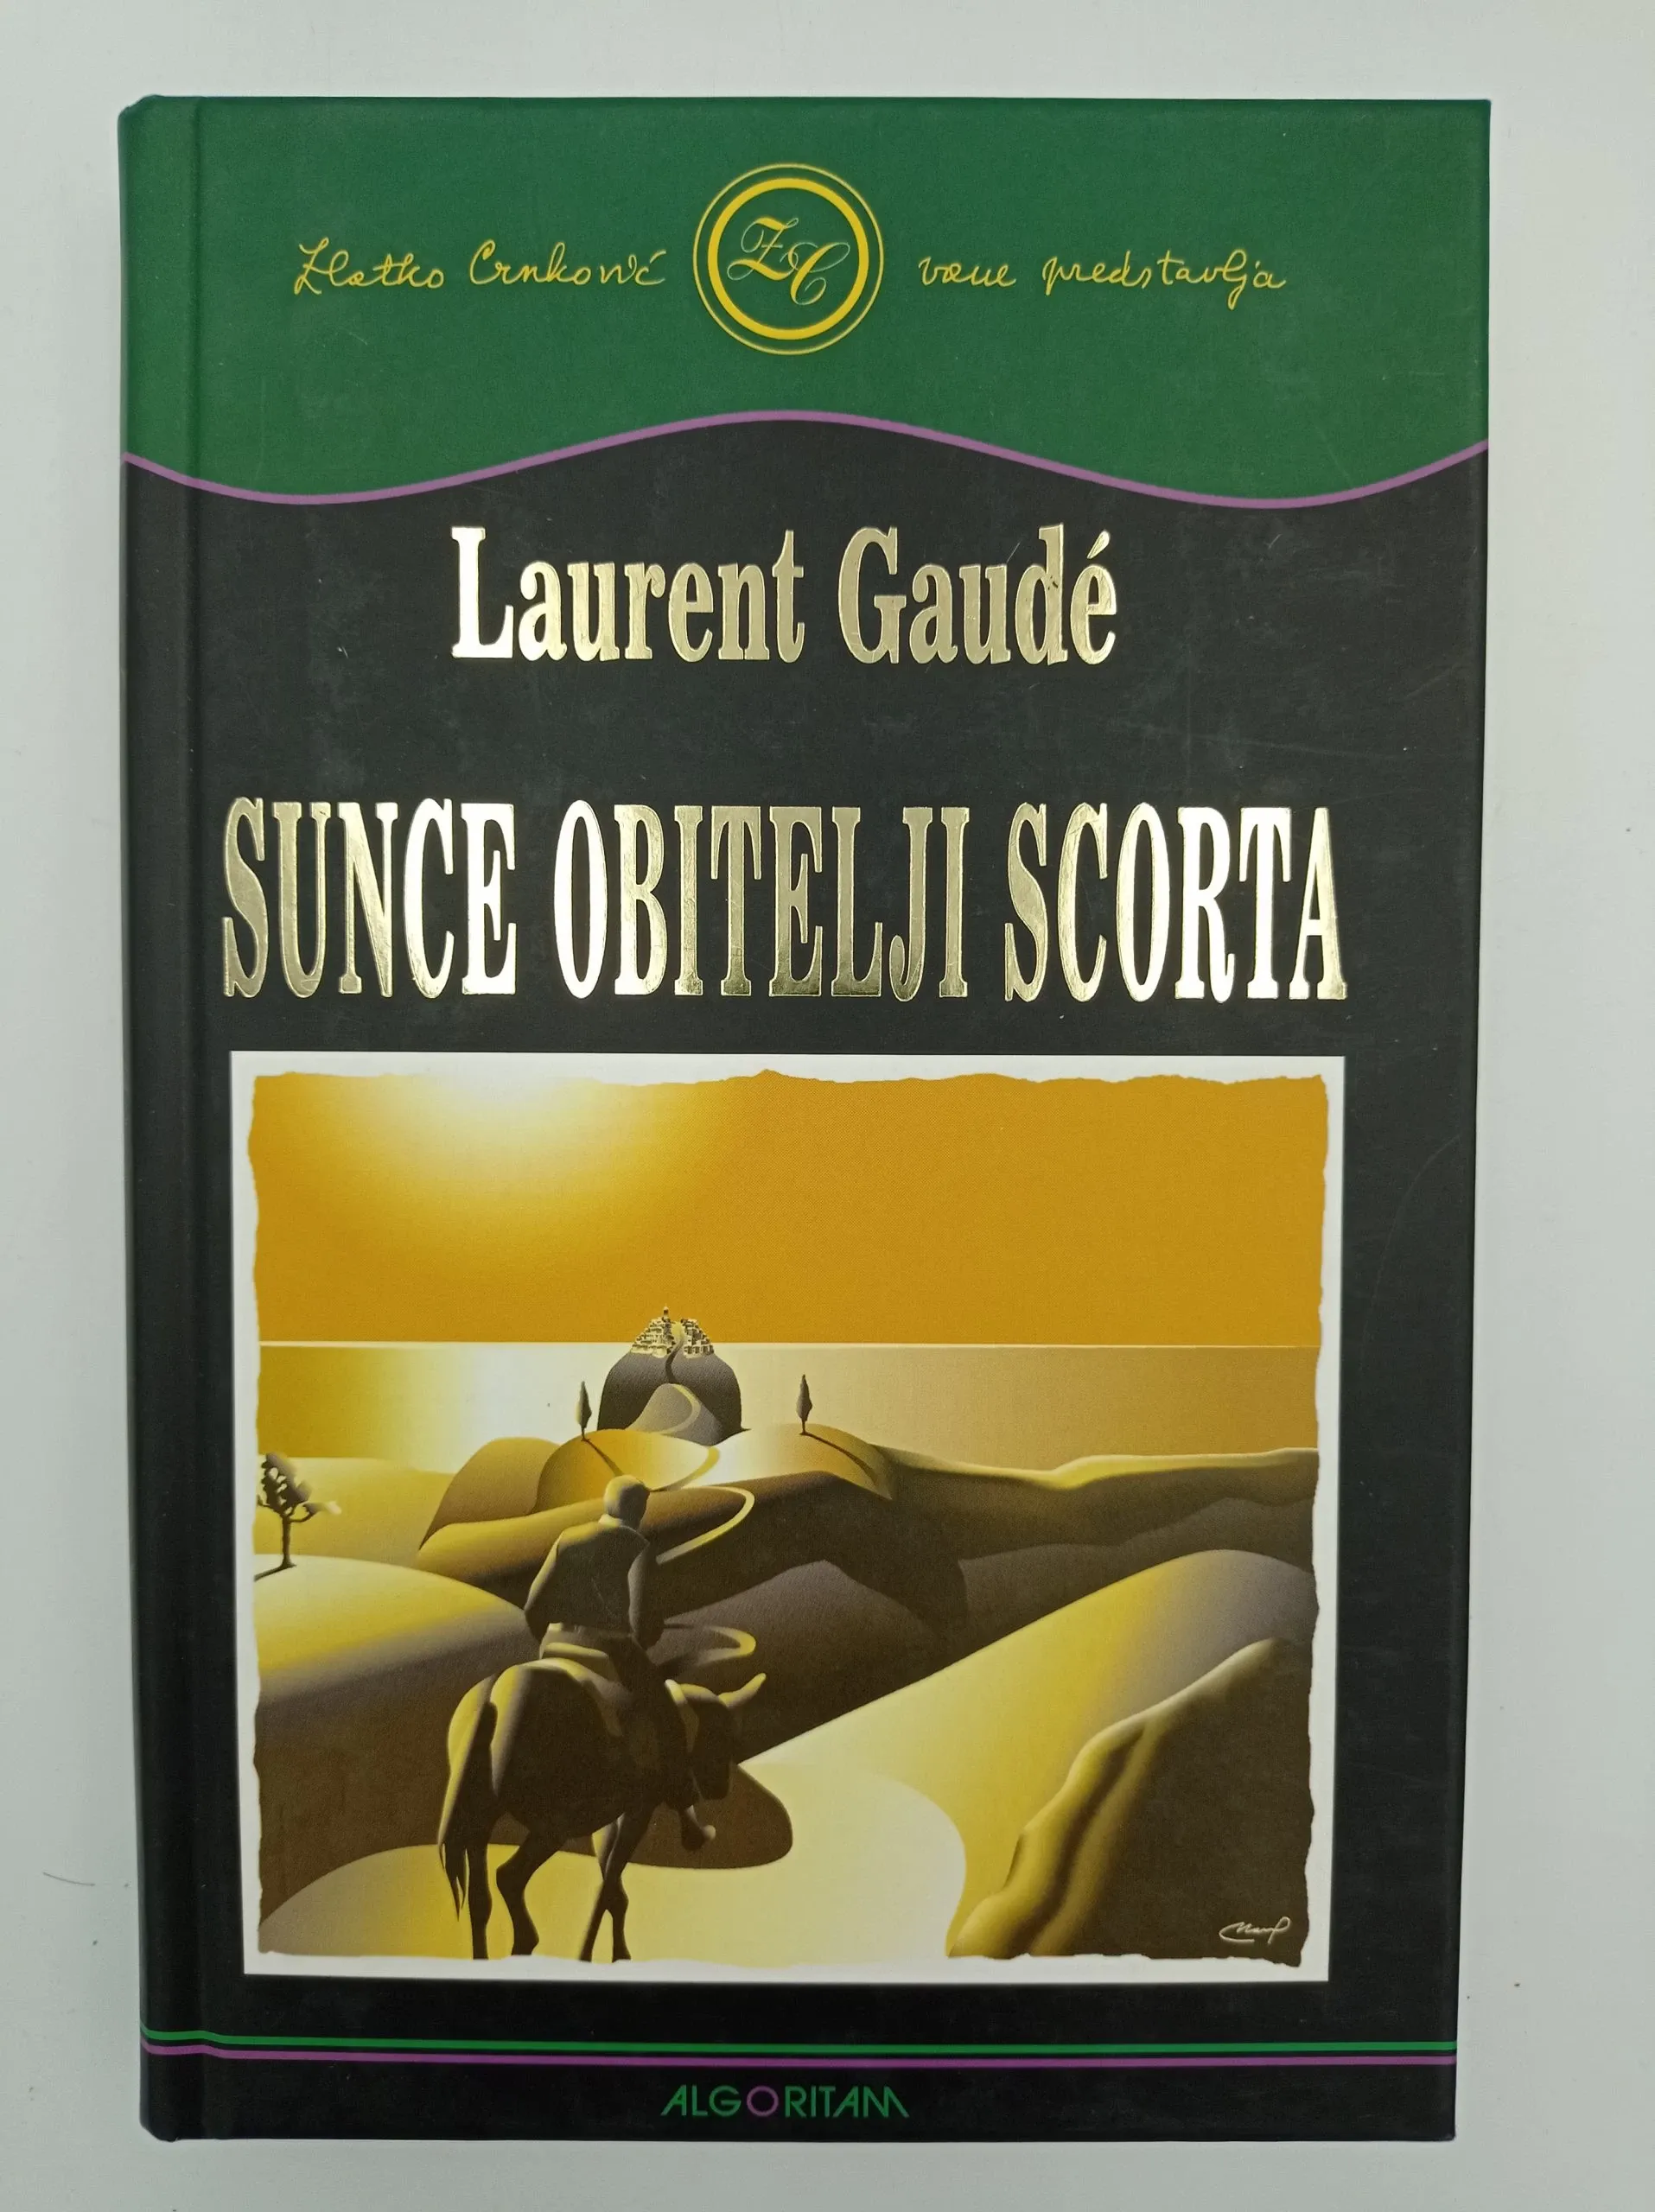 Zlatko Crnković ZC vam predstavlja
Laurent Gaudé
SUNCE OBITELJI SCORTA
ALGORITAM